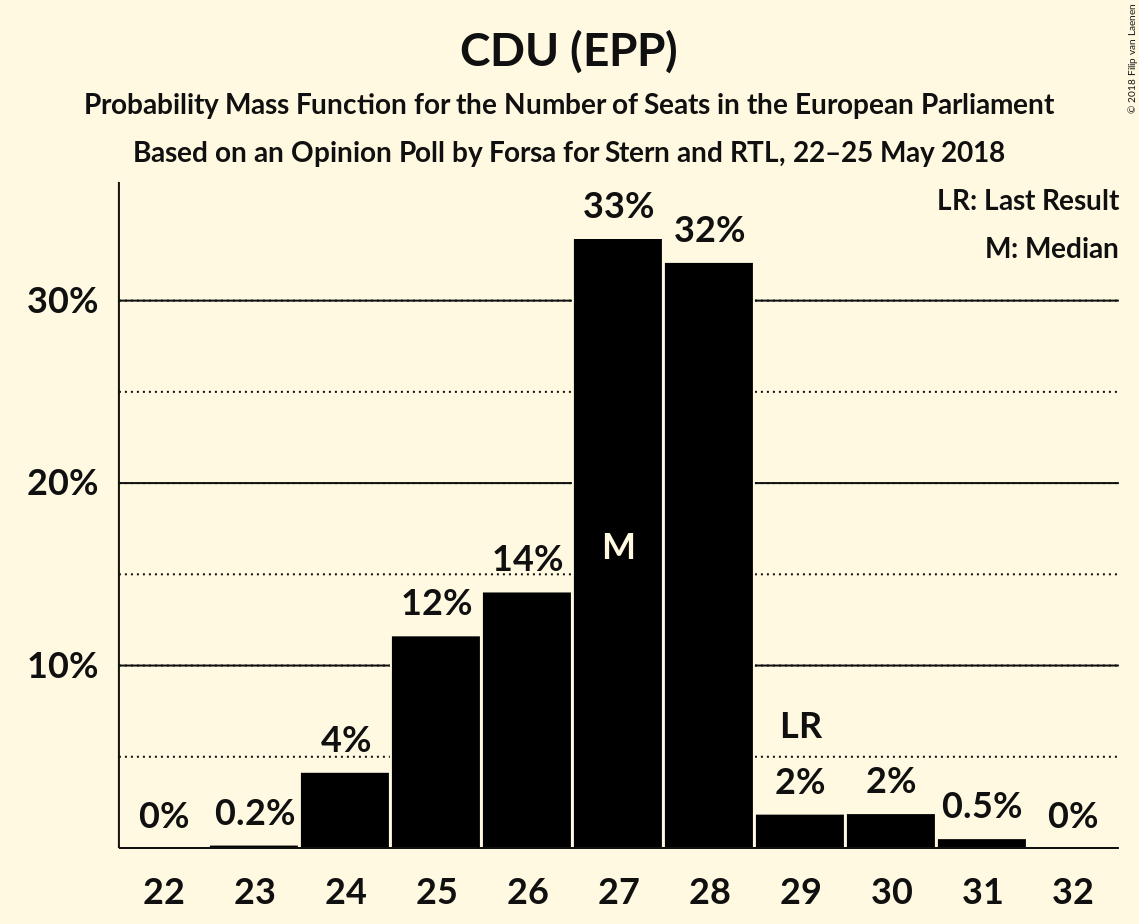 CDU (EPP)
Probability Mass Function for the Number of Seats in the European Parliament
Based on an Opinion Poll by Forsa for Stern and RTL, 22–25 May 2018
© 2018 Filip van Laenen
LR: Last Result
M: Median
33%
32%
30%
20%
14%
M
12%
10%
LR
4%
2%
2%
0.5%
0%
0.2%
0%
22 23 24 25 26 27 28 29 30 31 32